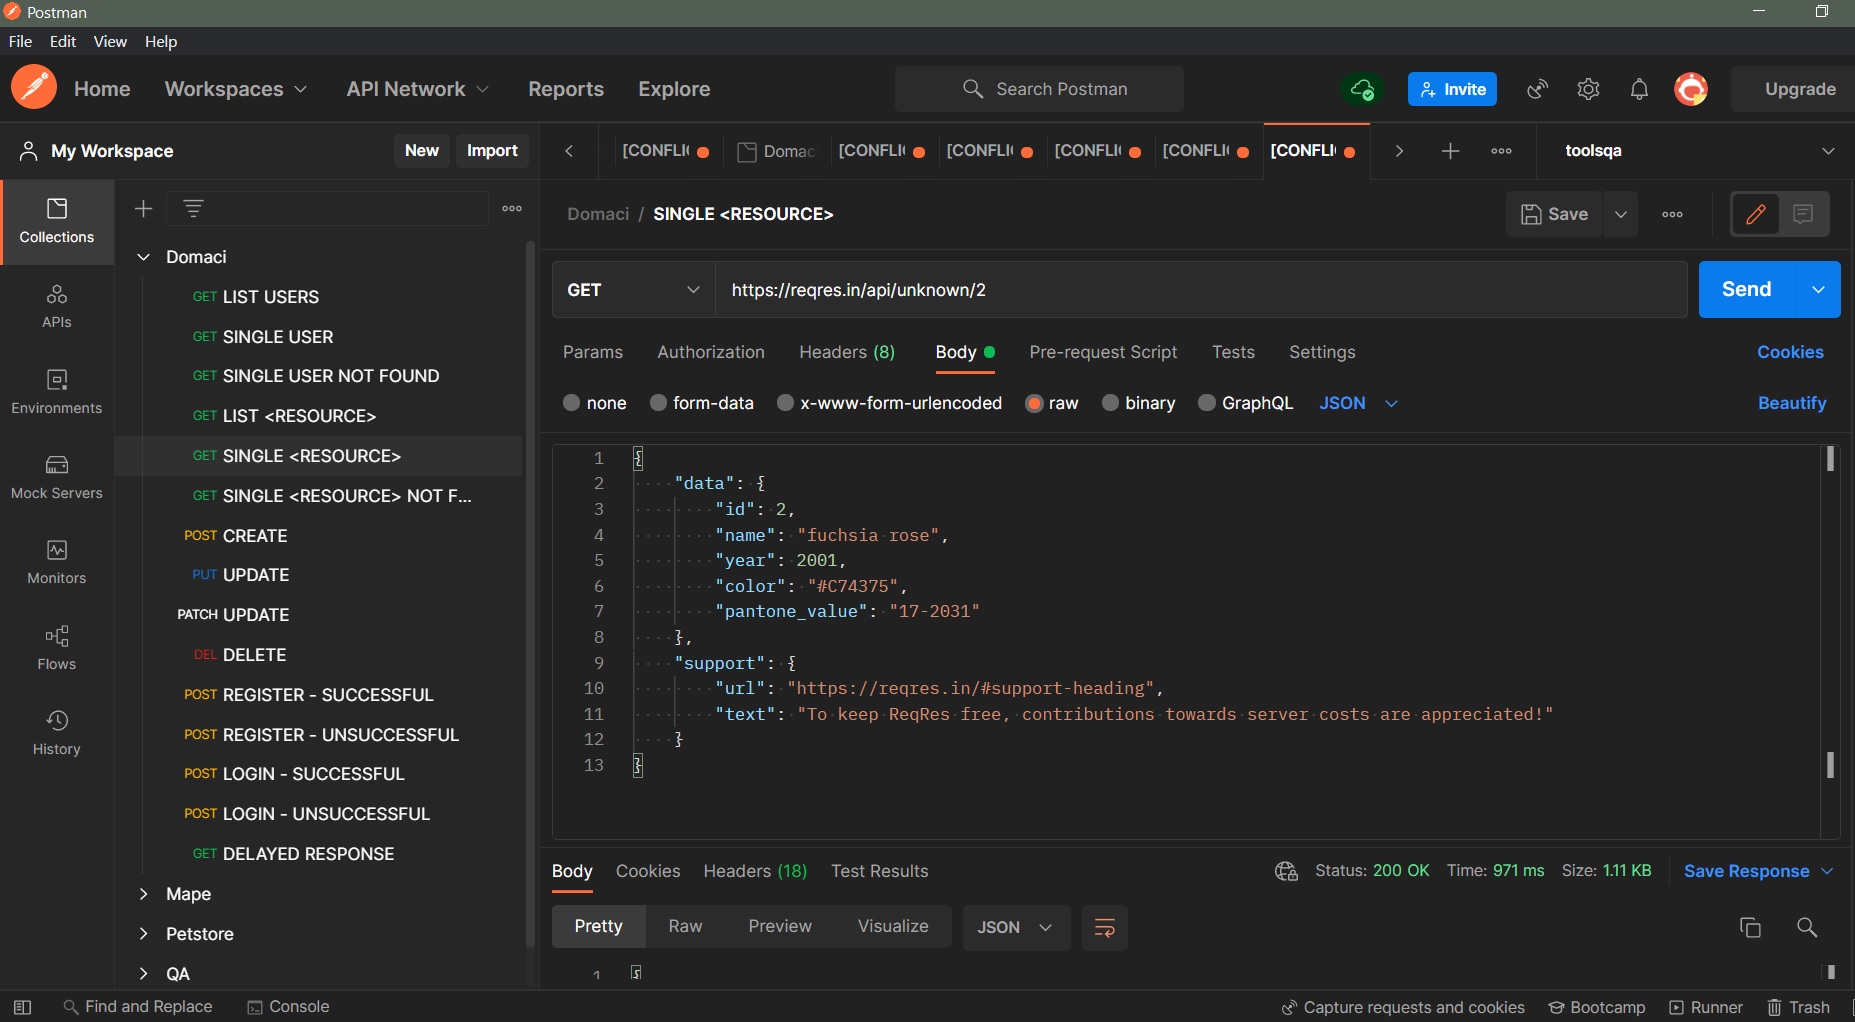 Postman
File Edit View Help
Home Workspaces API Network Reports Explore Search Postman Invite Upgrade
My Workspace New Import [CONFLI Domac [CONFLI [CONFLI [CONFLI [CONFLI [CONFLI toolsqa
Collections
APIs
Environments
Mock Servers
Monitors
Flows
History
Domaci
GET LIST USERS
GET SINGLE USER
GET SINGLE USER NOT FOUND
GET LIST <RESOURCE>
GET SINGLE <RESOURCE>
GET SINGLE <RESOURCE> NOT F...
POST CREATE
PUT UPDATE
PATCH UPDATE
DEL DELETE
POST REGISTER - SUCCESSFUL
POST REGISTER - UNSUCCESSFUL
POST LOGIN - SUCCESSFUL
POST LOGIN - UNSUCCESSFUL
GET DELAYED RESPONSE
Mape
Petstore
QA
Domaci / SINGLE <RESOURCE> Save
GET https://reqres.in/api/unknown/2 Send
Params Authorization Headers (8) Body Pre-request Script Tests Settings Cookies
none form-data x-www-form-urlencoded raw binary GraphQL JSON Beautify
1 {
2 "data": {
3 "id": 2,
4 "name": "fuchsia rose",
5 "year": 2001,
6 "color": "#C74375",
7 "pantone_value": "17-2031"
8 },
9 "support": {
10 "url": "https://reqres.in/#support-heading",
11 "text": "To keep ReqRes free, contributions towards server costs are appreciated!"
12 }
13 }
Body Cookies Headers (18) Test Results Status: 200 OK Time: 971 ms Size: 1.11 KB Save Response
Pretty Raw Preview Visualize JSON
1 {
Find and Replace Console Capture requests and cookies Bootcamp Runner Trash